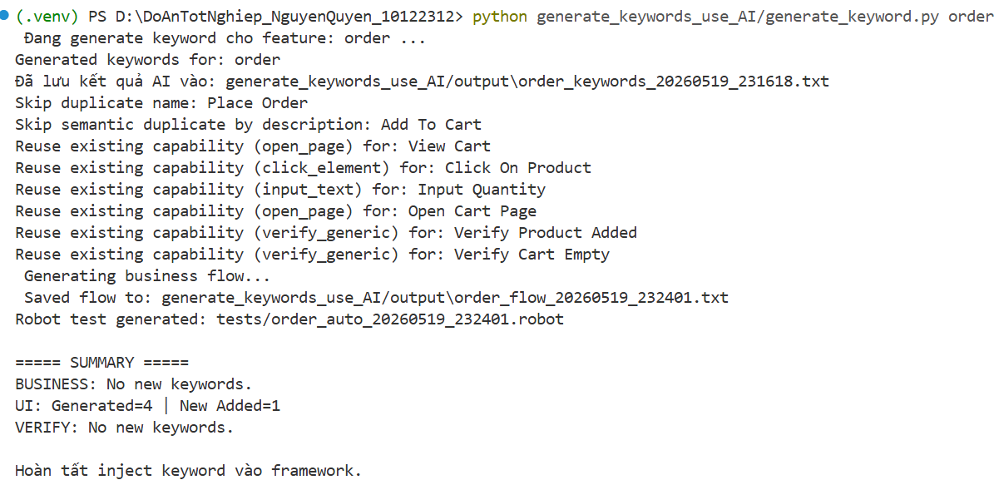 (.venv) PS D:\DoAnTotNghiep_NguyenQuyen_10122312> python generate_keywords_use_AI/generate_keyword.py order
Đang generate keyword cho feature: order ...
Generated keywords for: order
Đã lưu kết quả AI vào: generate_keywords_use_AI/output\order_keywords_20260519_231618.txt
Skip duplicate name: Place Order
Skip semantic duplicate by description: Add To Cart
Reuse existing capability (open_page) for: View Cart
Reuse existing capability (click_element) for: Click On Product
Reuse existing capability (input_text) for: Input Quantity
Reuse existing capability (open_page) for: Open Cart Page
Reuse existing capability (verify_generic) for: Verify Product Added
Reuse existing capability (verify_generic) for: Verify Cart Empty
Generating business flow...
Saved flow to: generate_keywords_use_AI/output\order_flow_20260519_232401.txt
Robot test generated: tests/order_auto_20260519_232401.robot
===== SUMMARY =====
BUSINESS: No new keywords.
UI: Generated=4 | New Added=1
VERIFY: No new keywords.
Hoàn tất inject keyword vào framework.